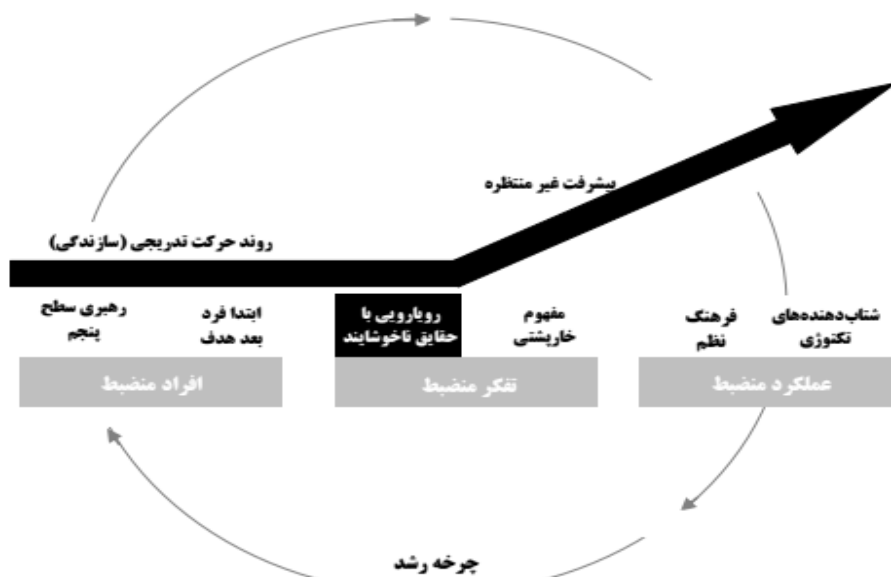 پیشرفت غیر منتظره
روند حرکت تدریجی (سازندگی)
رهبری سطح
پنجم
ابتدا فرد
بعد هدف
رویارویی با
حقایق ناخوشایند
مفهوم
خارپشتی
فرهنگ
نظم
شتاب‌دهنده‌های
تکنوژی
افراد منضبط
تفکر منضبط
عملکرد منضبط
چرخه رشد